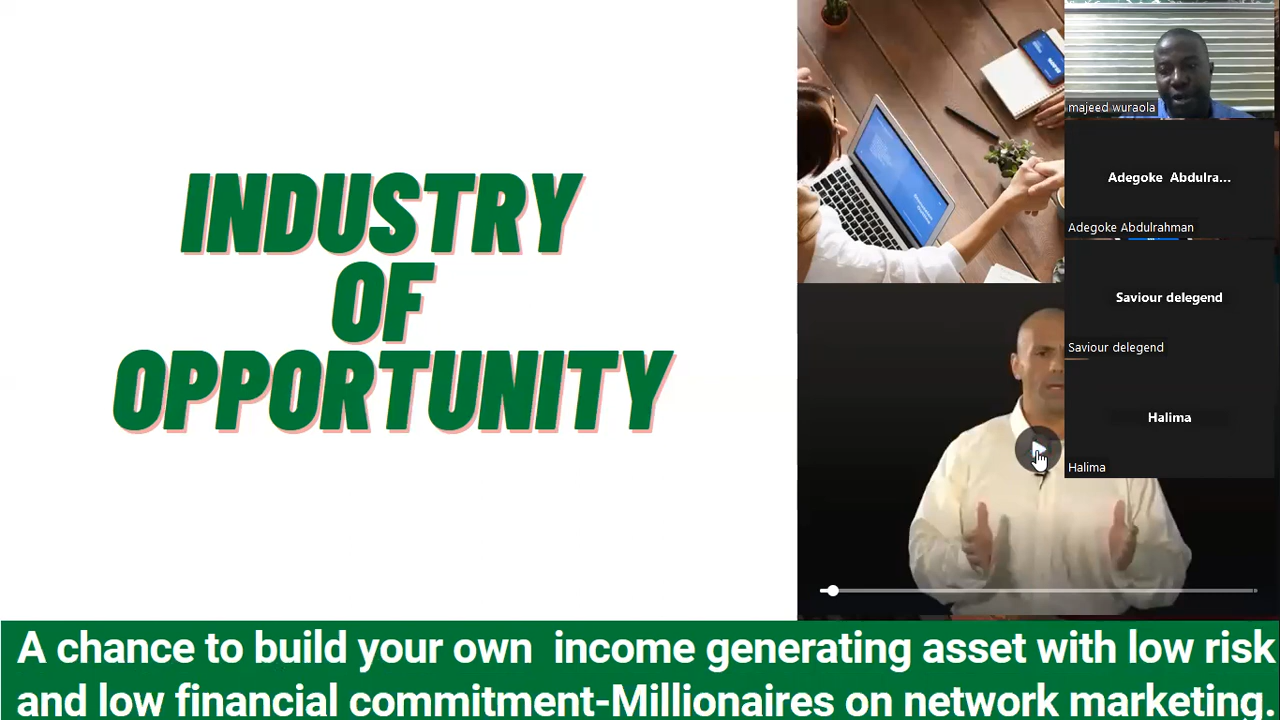 INDUSTRY
OF
OPPORTUNITY
majeed wuraola
Adegoke Abdulra...
Adegoke Abdulrahman
Saviour delegend
Saviour delegend
Halima
Halima
A chance to build your own income generating asset with low risk
and low financial commitment-Millionaires on network marketing.